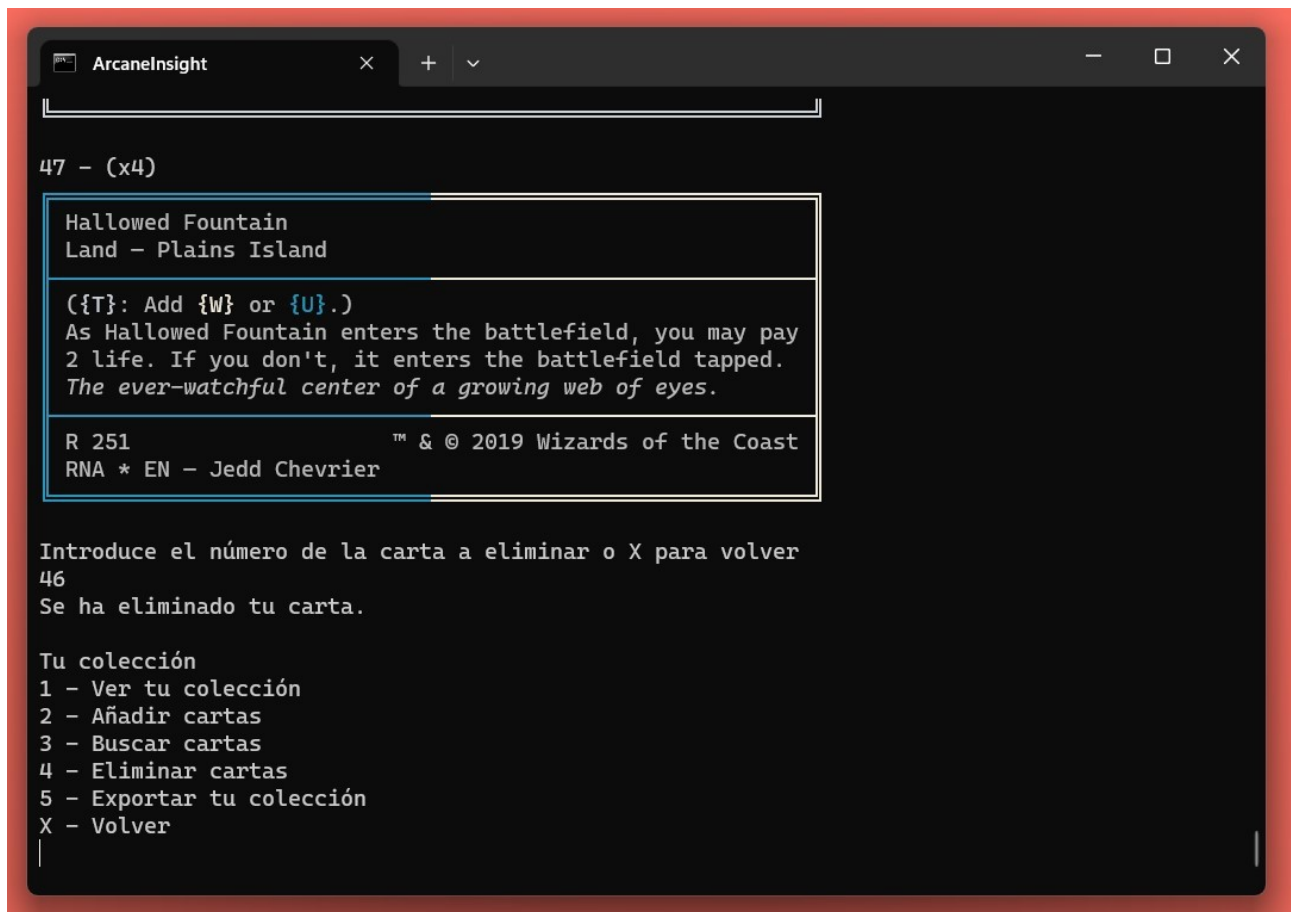 ArcaneInsight
47 – (x4)
Hallowed Fountain
Land — Plains Island
({T}: Add {W} or {U}.)
As Hallowed Fountain enters the battlefield, you may pay
2 life. If you don't, it enters the battlefield tapped.
The ever-watchful center of a growing web of eyes.
R 251 ™ & © 2019 Wizards of the Coast
RNA * EN — Jedd Chevrier
Introduce el número de la carta a eliminar o X para volver
46
Se ha eliminado tu carta.
Tu colección
1 – Ver tu colección
2 – Añadir cartas
3 – Buscar cartas
4 – Eliminar cartas
5 – Exportar tu colección
X – Volver